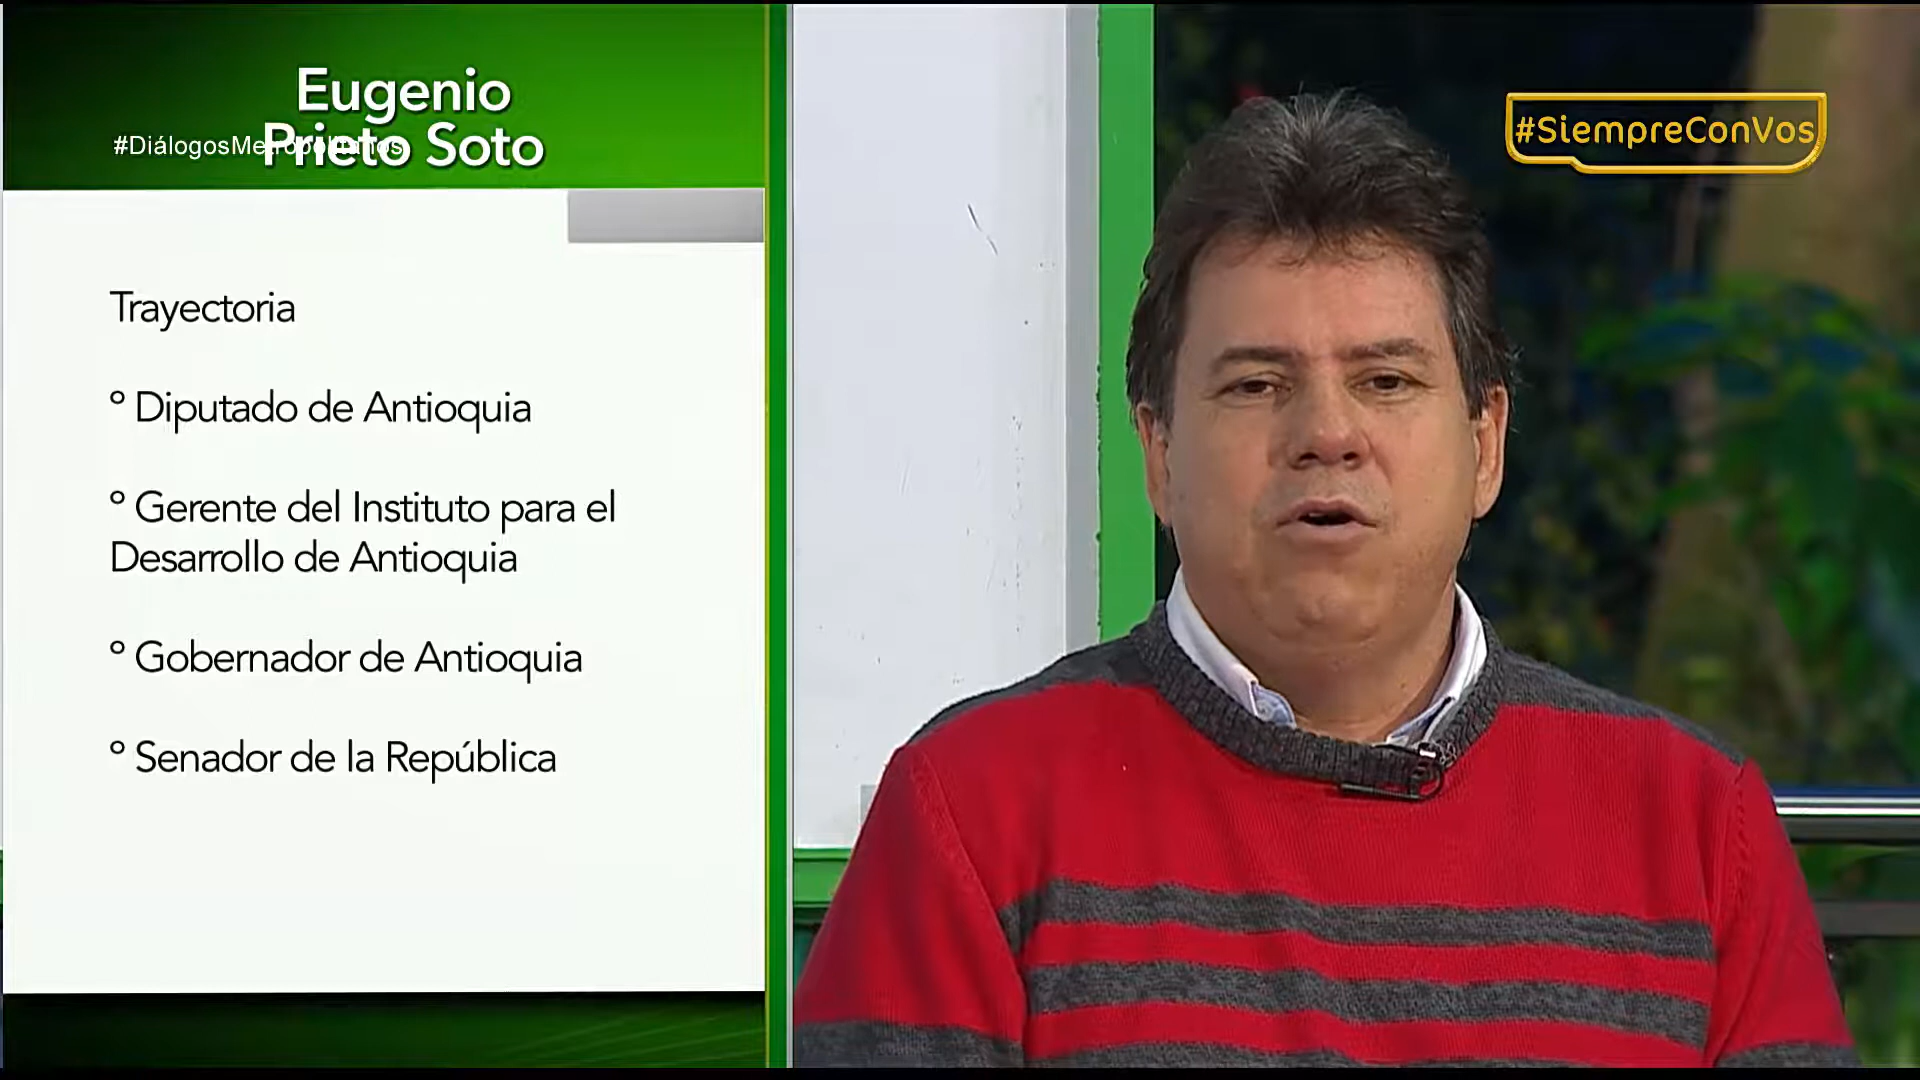 Eugenio
Prieto Soto
#SiempreConVos
Trayectoria
° Diputado de Antioquia
° Gerente del Instituto para el
Desarrollo de Antioquia
° Gobernador de Antioquia
° Senador de la República